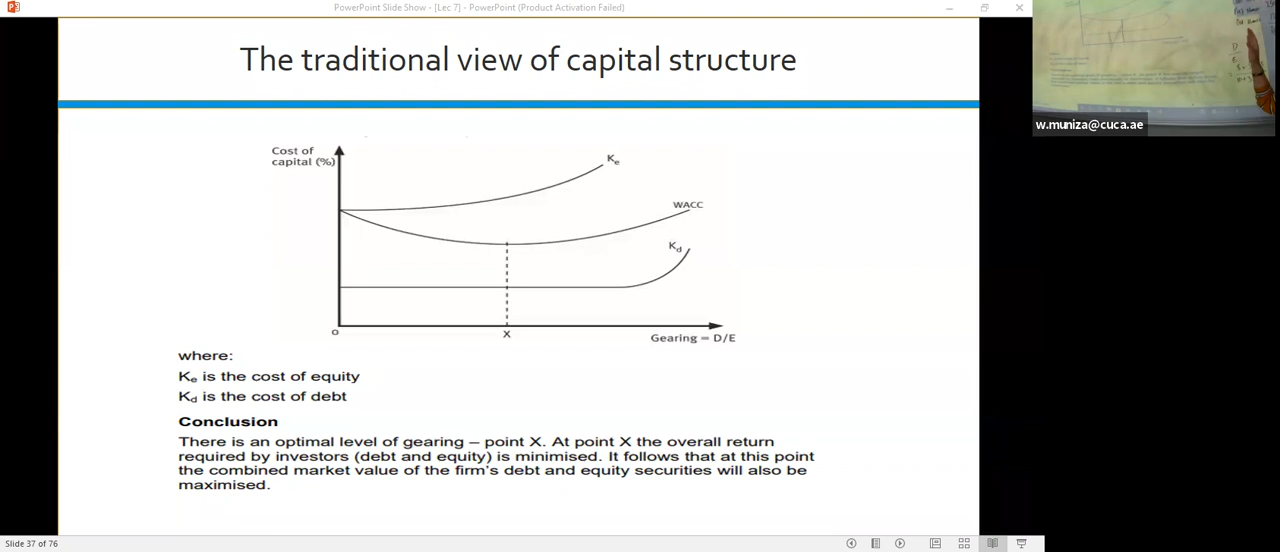 PowerPoint Slide Show - [Lec 7] - PowerPoint (Product Activation Failed)
The traditional view of capital structure
w.muniza@cuca.ae
Cost of
capital (%)
Ke
WACC
Kd
O
X
Gearing = D/E
where:
Ke is the cost of equity
Kd is the cost of debt
Conclusion
There is an optimal level of gearing – point X. At point X the overall return
required by investors (debt and equity) is minimised. It follows that at this point
the combined market value of the firm's debt and equity securities will also be
maximised.
Slide 37 of 76